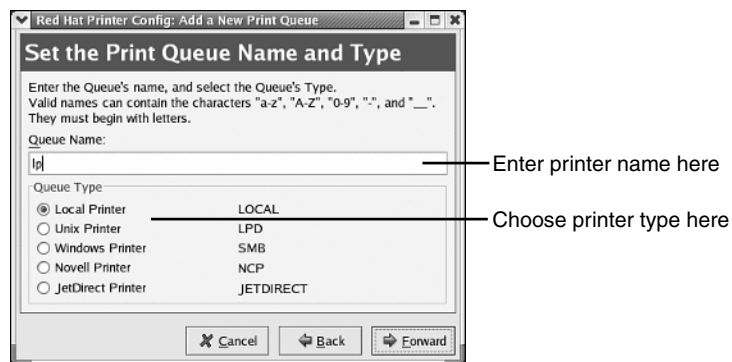 Red Hat Printer Config: Add a New Print Queue
Set the Print Queue Name and Type
Enter the Queue's name, and select the Queue's Type.
Valid names can contain the characters "a-z", "A-Z", "0-9", "-", and "__".
They must begin with letters.
Queue Name:
lp
Enter printer name here
Queue Type
Local Printer LOCAL
Choose printer type here
Unix Printer LPD
Windows Printer SMB
Novell Printer NCP
JetDirect Printer JETDIRECT
Cancel Back Forward